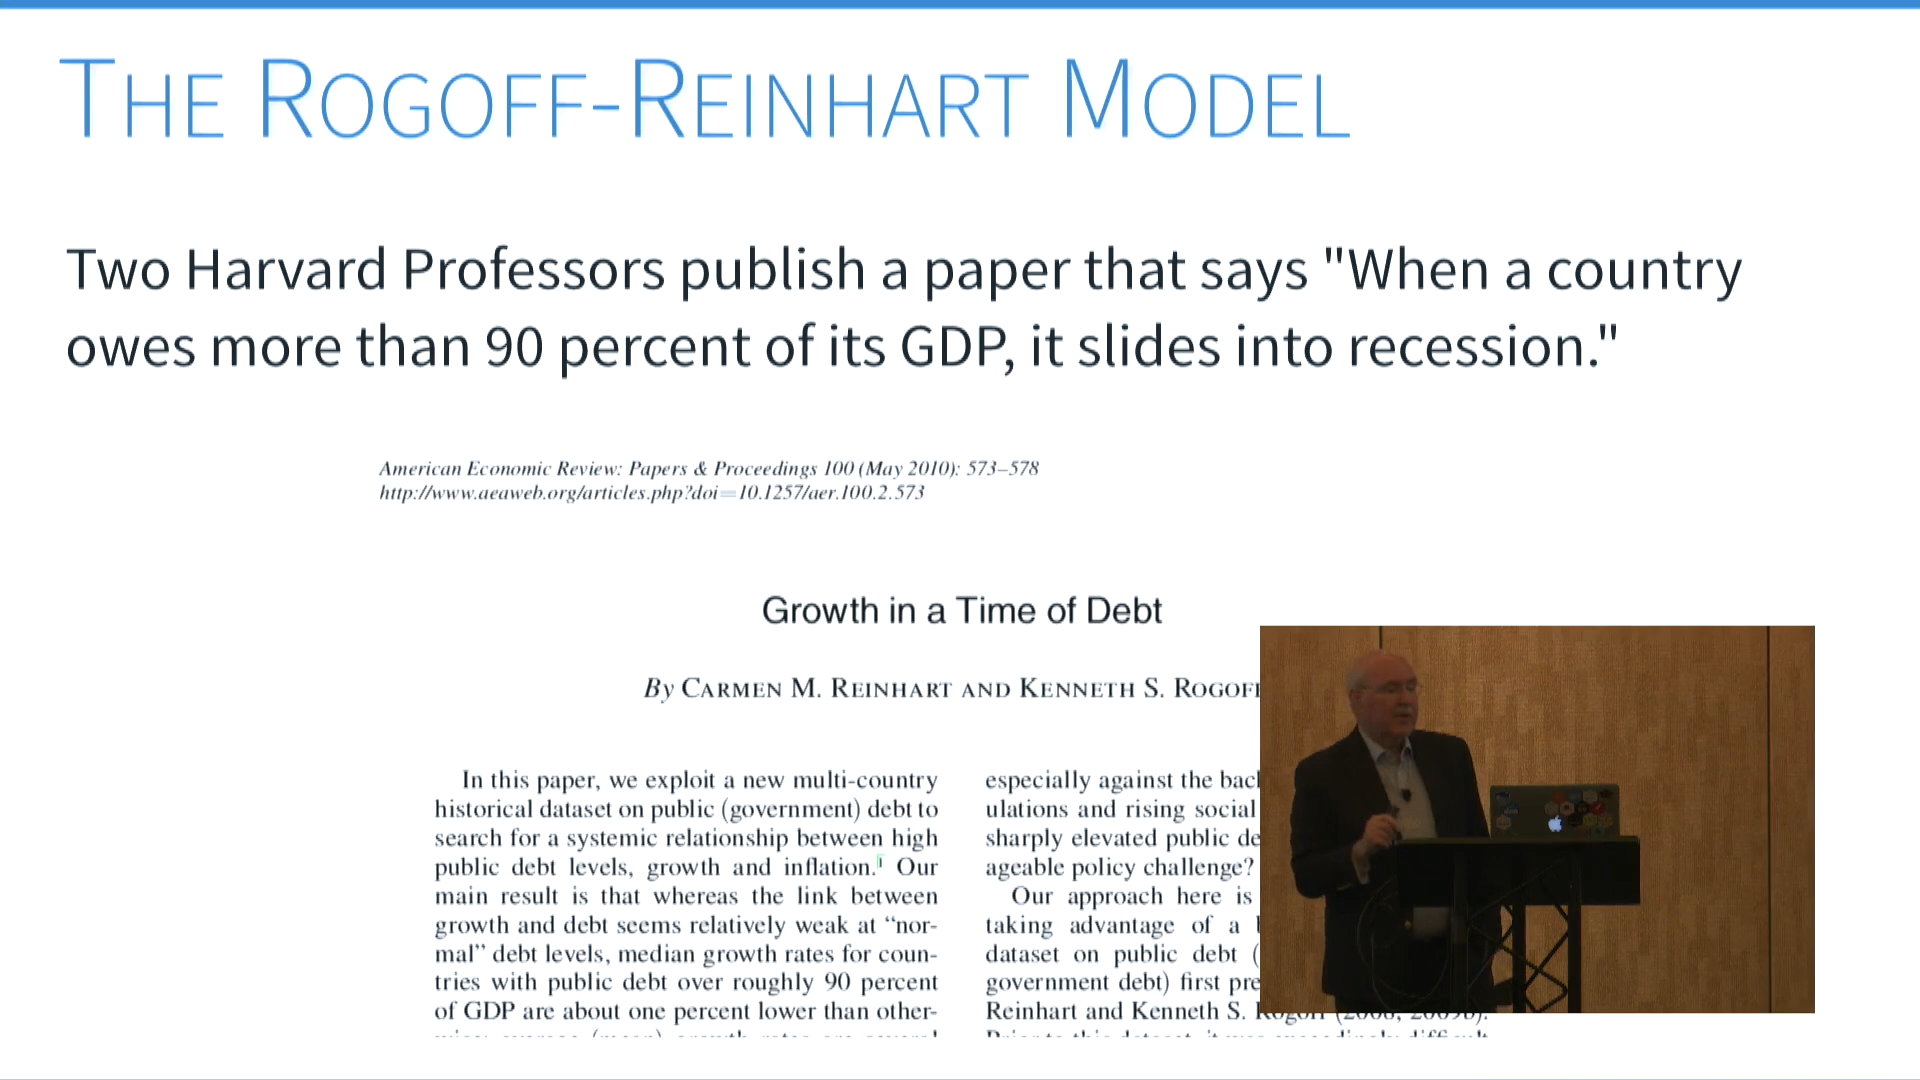 THE ROGOFF-REINHART MODEL
Two Harvard Professors publish a paper that says "When a country
owes more than 90 percent of its GDP, it slides into recession."
American Economic Review: Papers & Proceedings 100 (May 2010): 573–578
http://www.aeaweb.org/articles.php?doi=10.1257/aer.100.2.573
Growth in a Time of Debt
By CARMEN M. REINHART AND KENNETH S.
In this paper, we exploit a new multi-country
historical dataset on public (government) debt to
search for a systemic relationship between high
public debt levels, growth and inflation.1 Our
main result is that whereas the link between
growth and debt seems relatively weak at “nor-
mal” debt levels, median growth rates for coun-
tries with public debt over roughly 90 percent
of GDP are about one percent lower than other-
especially against the
ulations and rising social
sharply elevated public
ageable policy challenge?
Our approach here is
taking advantage of a
dataset on public debt (
government debt) first
Reinhart and Kenneth S. Rogoff